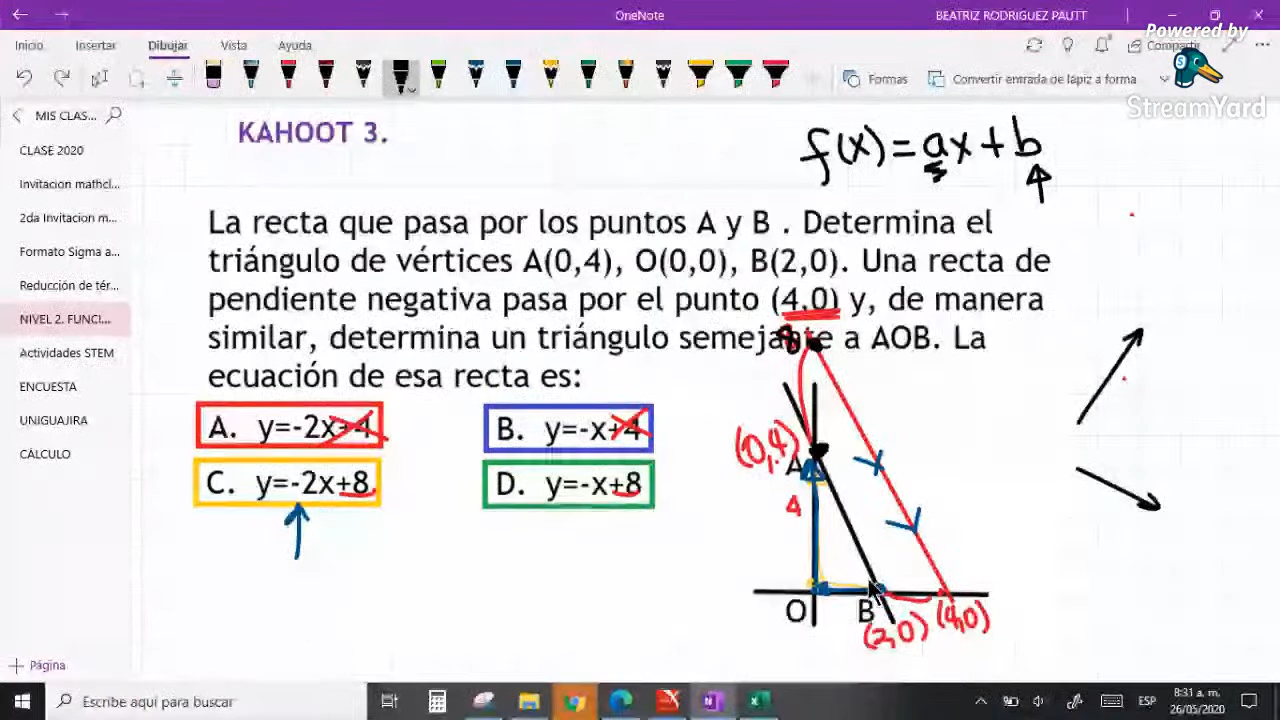 OneNote
BEATRIZ RODRIGUEZ PAUTT
Powered by
StreamYard
Inicio
Insertar
Dibujar
Vista
Ayuda
Compartir
Formas
Convertir entrada de lápiz a forma
MIS CLAS...
CLASE 2020
Invitacion mathcl...
2da Invitacion m...
Formato Sigma a...
Reducción de tér...
NIVEL 2. FUNCI...
Actividades STEM
ENCUESTA
UNIGUAJIRA
CÁLCULO
Página
KAHOOT 3.
f(x)=ax+b
La recta que pasa por los puntos A y B . Determina el
triángulo de vértices A(0,4), O(0,0), B(2,0). Una recta de
pendiente negativa pasa por el punto (4,0) y, de manera
similar, determina un triángulo semejante a AOB. La
ecuación de esa recta es:
A. y=-2x+4
B. y=-x+4
C. y=-2x+8
D. y=-x+8
8
(0,4)
A
4
O
B
(2,0)
(4,0)
Escribe aquí para buscar
ESP
8:31 a. m.
26/05/2020